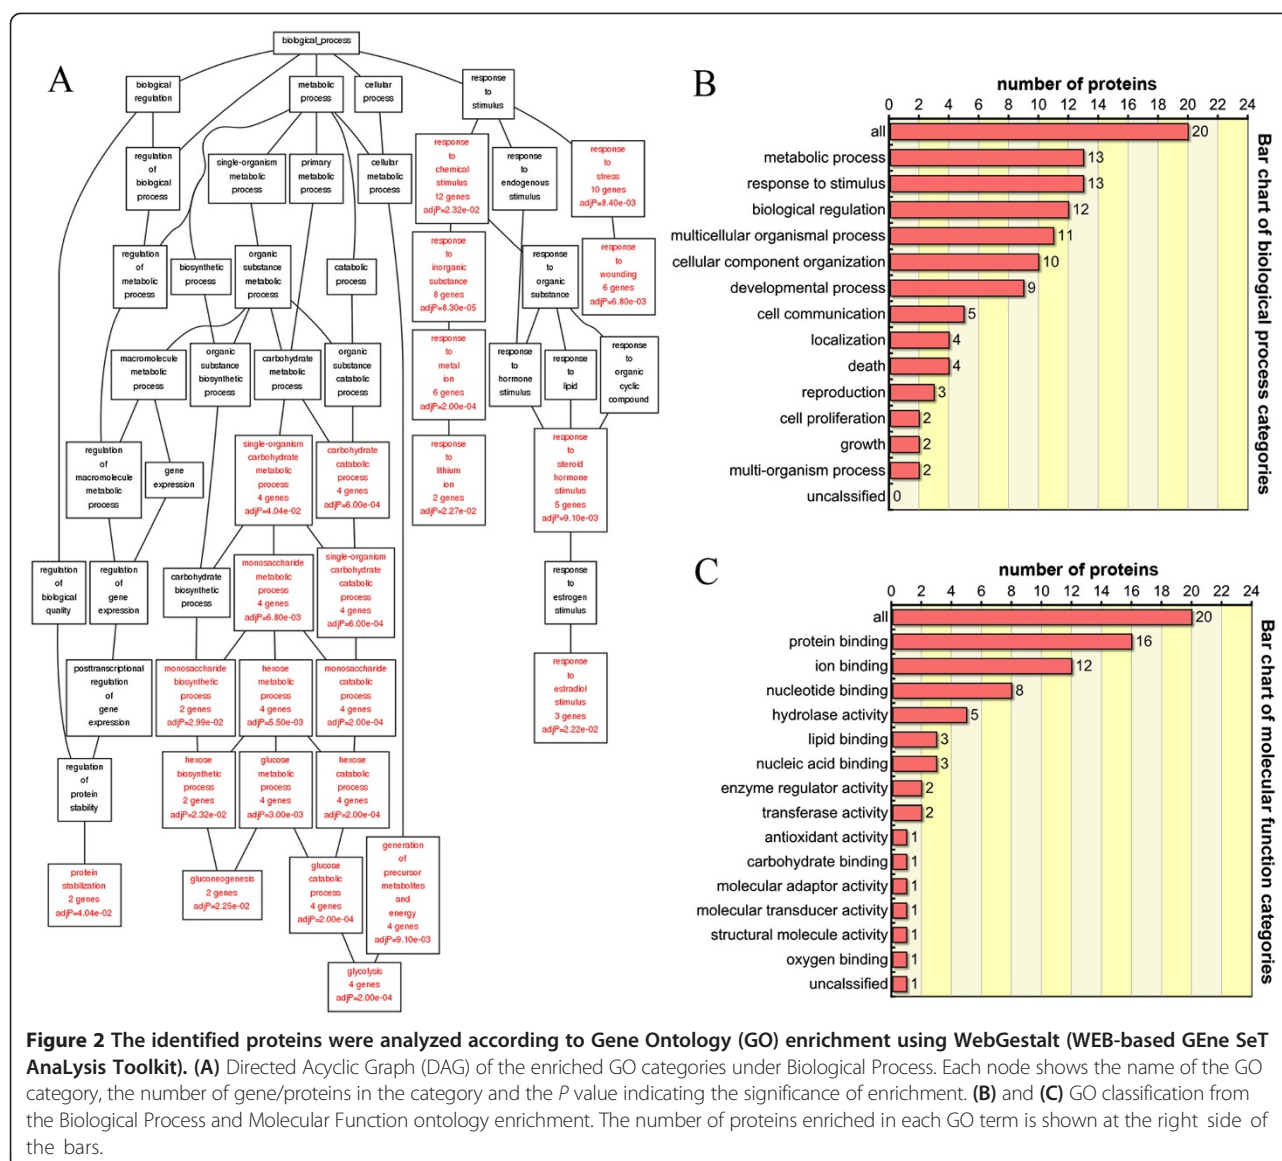 A
biological_process
biological
regulation
metabolic
process
cellular
process
response
to
stimulus
regulation
of
biological
process
single-organism
metabolic
process
primary
metabolic
process
cellular
metabolic
process
response
to
chemical
stimulus
12 genes
adjP=2.32e-02
response
to
endogenous
stimulus
response
to
stress
10 genes
adjP=8.40e-03
regulation
of
metabolic
process
biosynthetic
process
organic
substance
metabolic
process
catabolic
process
response
to
inorganic
substance
8 genes
adjP=8.30e-05
response
to
organic
substance
response
to
wounding
6 genes
adjP=6.80e-03
macromolecule
metabolic
process
organic
substance
biosynthetic
process
carbohydrate
metabolic
process
organic
substance
catabolic
process
response
to
metal
ion
6 genes
adjP=2.00e-04
response
to
hormone
stimulus
response
to
lipid
response
to
organic
cyclic
compound
regulation
of
macromolecule
metabolic
process
gene
expression
single-organism
carbohydrate
metabolic
process
4 genes
adjP=4.04e-02
carbohydrate
catabolic
process
4 genes
adjP=6.00e-04
response
to
lithium
ion
2 genes
adjP=2.27e-02
response
to
steroid
hormone
stimulus
5 genes
adjP=9.10e-03
regulation
of
biological
quality
regulation
of
gene
expression
carbohydrate
biosynthetic
process
monosaccharide
metabolic
process
4 genes
adjP=6.80e-03
single-organism
carbohydrate
catabolic
process
4 genes
adjP=6.00e-04
response
to
estrogen
stimulus
posttranscriptional
regulation
of
gene
expression
monosaccharide
biosynthetic
process
2 genes
adjP=2.99e-02
hexose
metabolic
process
4 genes
adjP=5.50e-03
monosaccharide
catabolic
process
4 genes
adjP=2.00e-04
response
to
estradiol
stimulus
3 genes
adjP=2.22e-02
regulation
of
protein
stability
hexose
biosynthetic
process
2 genes
adjP=2.32e-02
glucose
metabolic
process
4 genes
adjP=3.00e-03
hexose
catabolic
process
4 genes
adjP=2.00e-04
protein
stabilization
2 genes
adjP=4.04e-02
gluconeogenesis
2 genes
adjP=2.25e-02
glucose
catabolic
process
4 genes
adjP=2.00e-04
generation
of
precursor
metabolites
and
energy
4 genes
adjP=9.10e-03
glycolysis
4 genes
adjP=2.00e-04
B
number of proteins
0 2 4 6 8 10 12 14 16 18 20 22 24
all 20
metabolic process 13
response to stimulus 13
biological regulation 12
multicellular organismal process 11
cellular component organization 10
developmental process 9
cell communication 5
localization 4
death 4
reproduction 3
cell proliferation 2
growth 2
multi-organism process 2
uncalssified 0
Bar chart of biological process categories
C
number of proteins
0 2 4 6 8 10 12 14 16 18 20 22 24
all 20
protein binding 16
ion binding 12
nucleotide binding 8
hydrolase activity 5
lipid binding 3
nucleic acid binding 3
enzyme regulator activity 2
transferase activity 2
antioxidant activity 1
carbohydrate binding 1
molecular adaptor activity 1
molecular transducer activity 1
structural molecule activity 1
oxygen binding 1
uncalssified 1
Bar chart of molecular function categories
Figure 2 The identified proteins were analyzed according to Gene Ontology (GO) enrichment using WebGestalt (WEB-based GEne SeT
AnaLysis Toolkit). (A) Directed Acyclic Graph (DAG) of the enriched GO categories under Biological Process. Each node shows the name of the GO
category, the number of gene/proteins in the category and the P value indicating the significance of enrichment. (B) and (C) GO classification from
the Biological Process and Molecular Function ontology enrichment. The number of proteins enriched in each GO term is shown at the right side of
the bars.